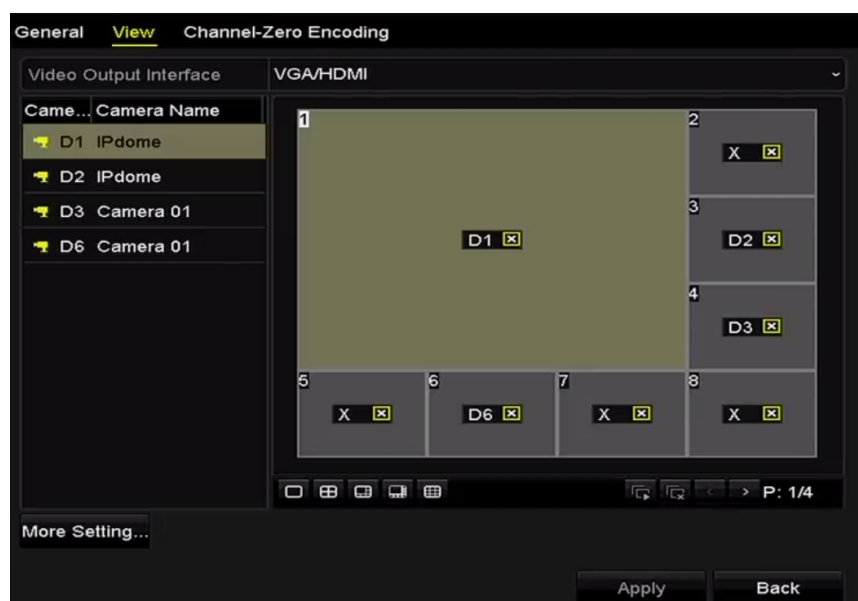 General View Channel-Zero Encoding
Video Output Interface VGA/HDMI
Came... Camera Name
D1 IPdome
D2 IPdome
D3 Camera 01
D6 Camera 01
1
D1
2
X
3
D2
4
D3
5
X
6
D6
7
X
8
X
P: 1/4
More Setting...
Apply Back